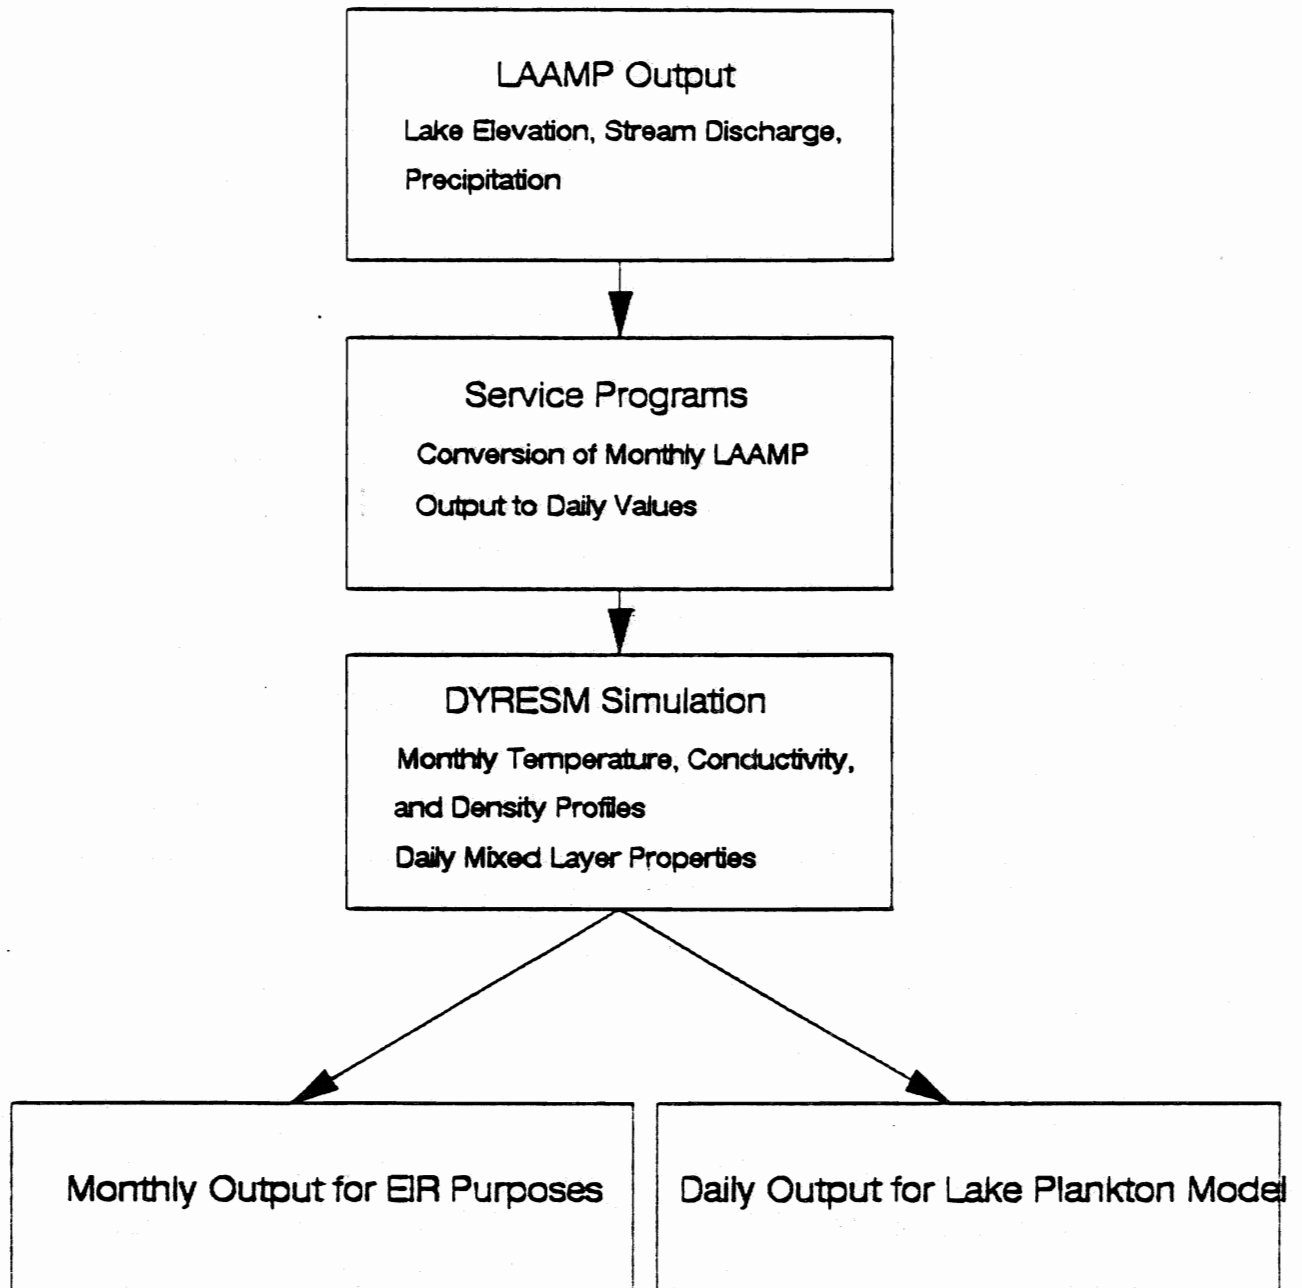 LAAMP Output
Lake Elevation, Stream Discharge,
Precipitation
Service Programs
Conversion of Monthly LAAMP
Output to Daily Values
DYRESM Simulation
Monthly Temperature, Conductivity,
and Density Profiles
Daily Mixed Layer Properties
Monthly Output for EIR Purposes
Daily Output for Lake Plankton Model